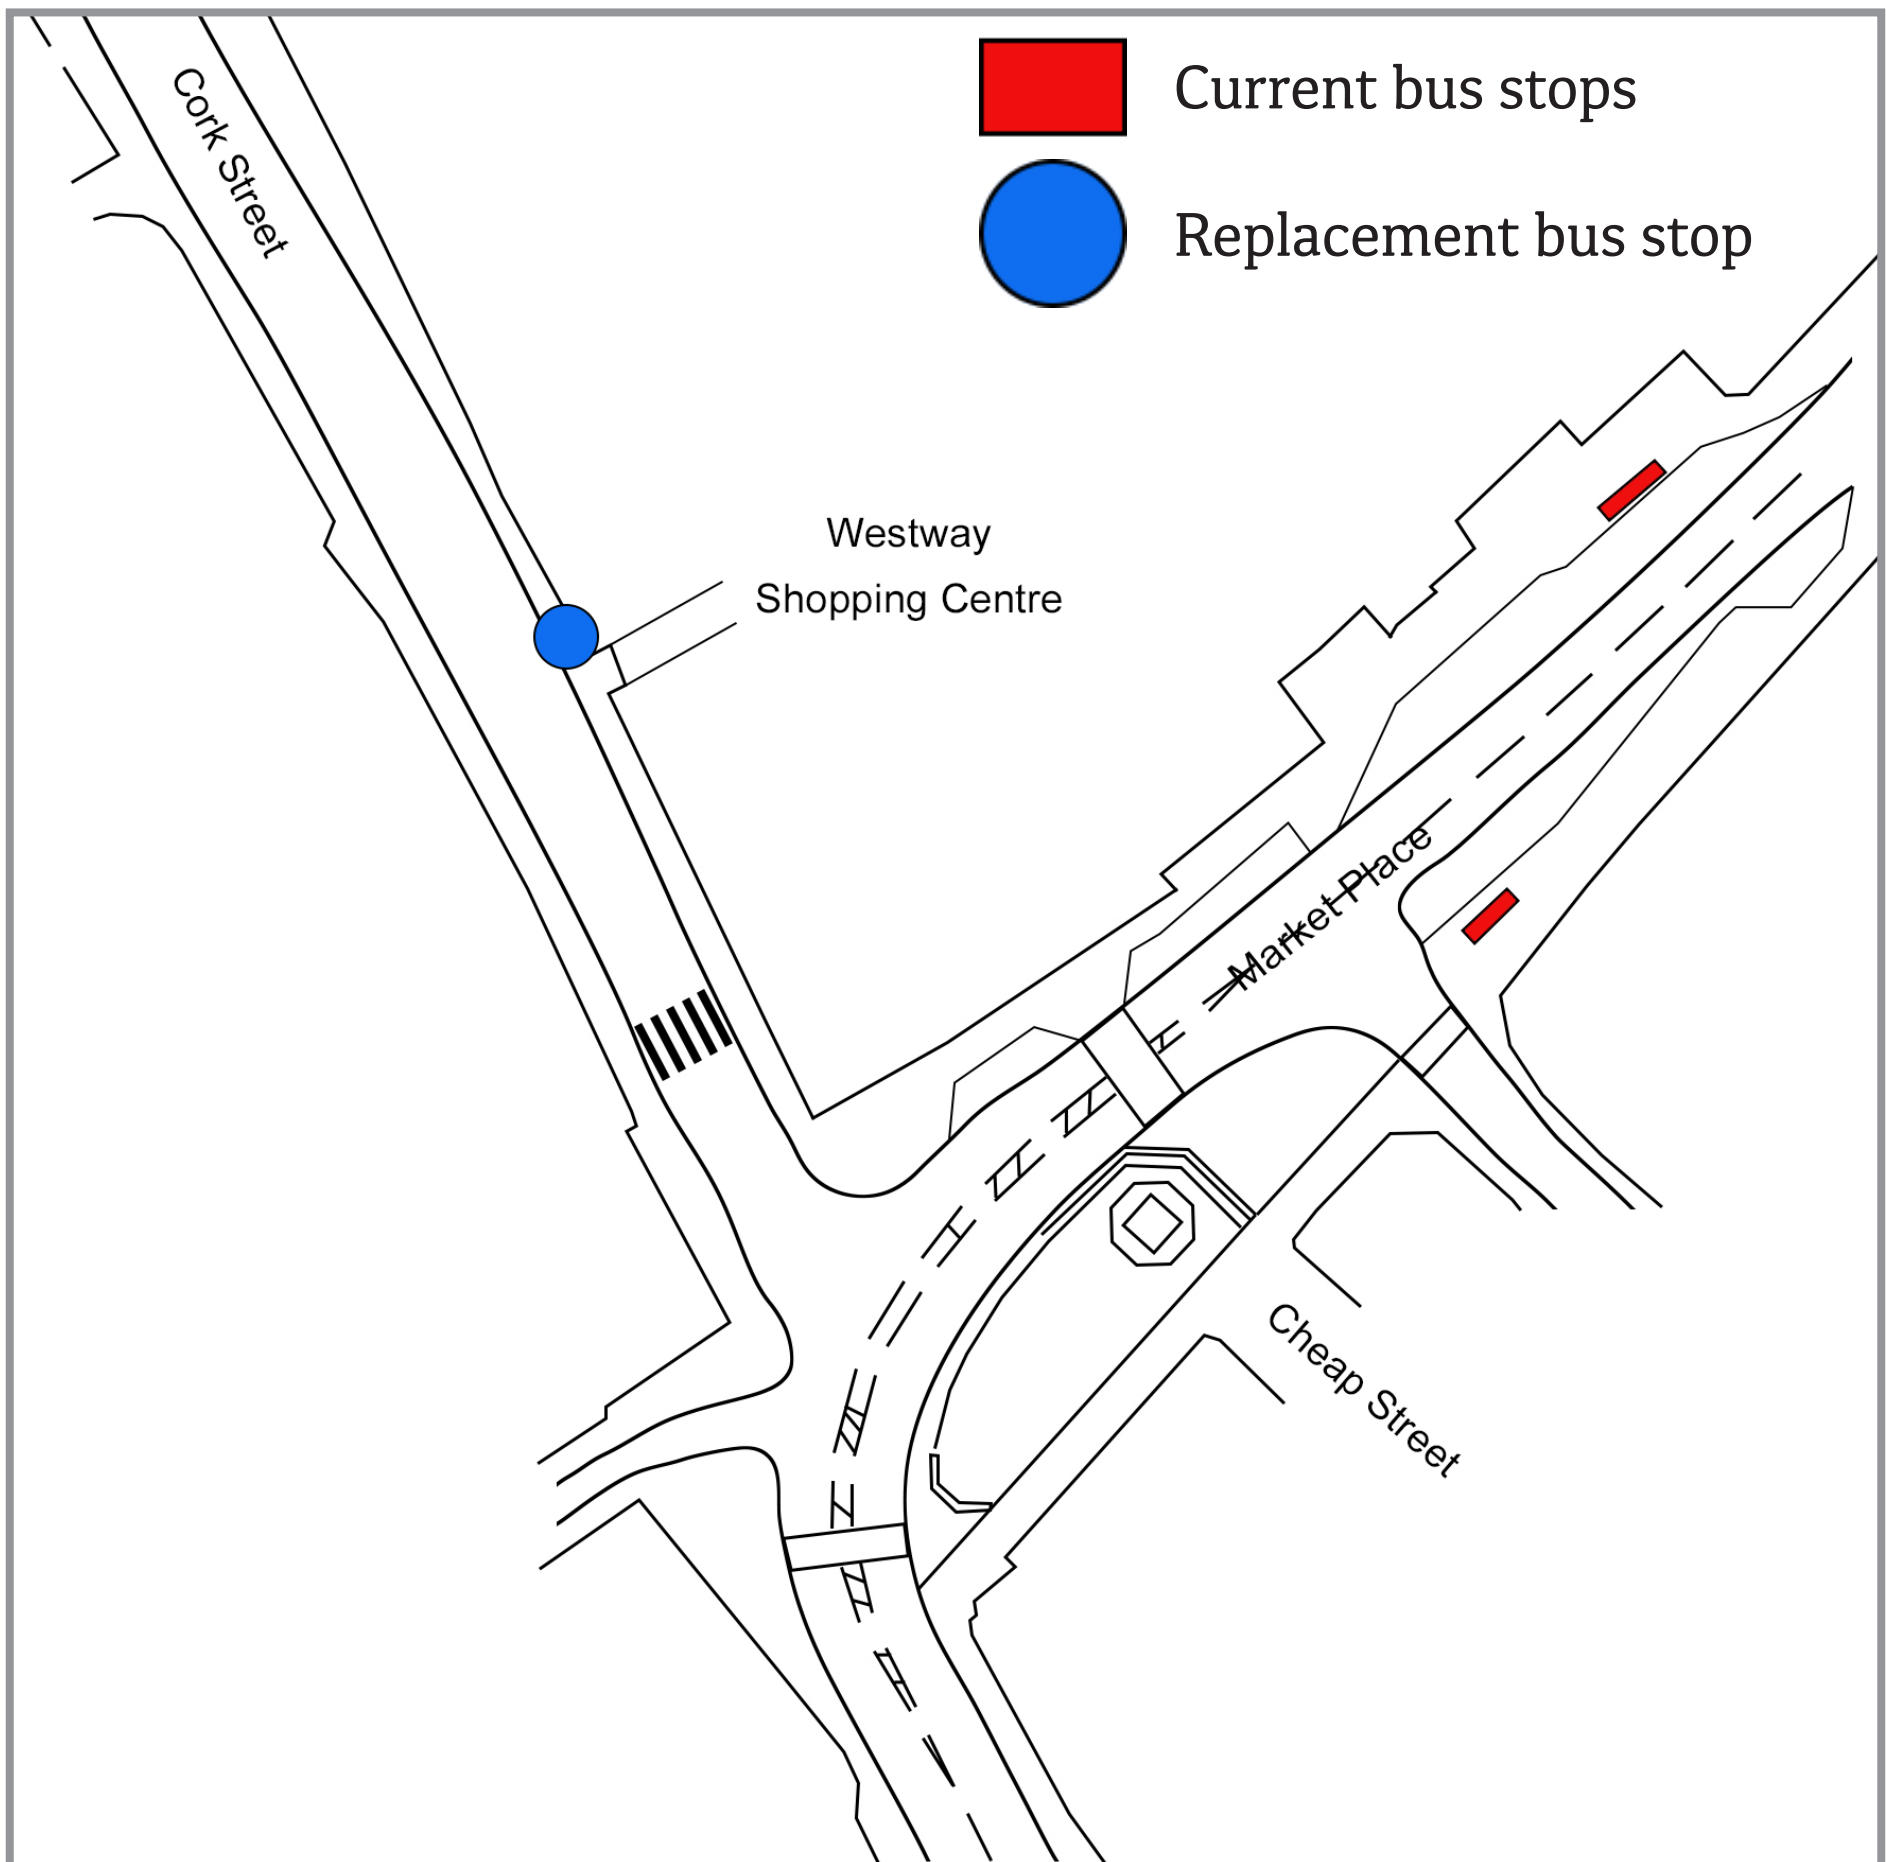 Current bus stops
Replacement bus stop
Cork Street
Westway
Shopping Centre
Market Place
Cheap Street